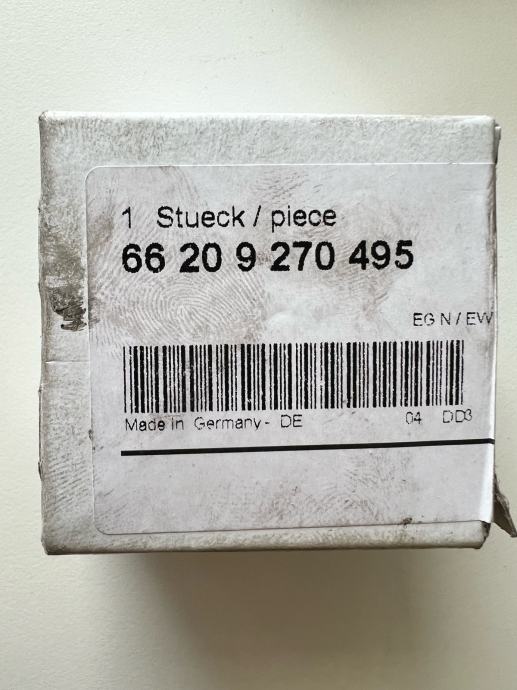 1 Stueck / piece
66 20 9 270 495
EG N / EW
Made in Germany - DE 04 DD3